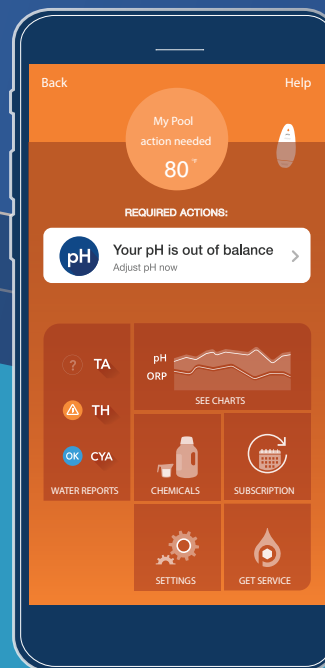 Back
Help
My Pool
action needed
80°
REQUIRED ACTIONS:
pH
Your pH is out of balance
Adjust pH now
? TA
TH
OK CYA
WATER REPORTS
pH
ORP
SEE CHARTS
CHEMICALS
SUBSCRIPTION
SETTINGS
GET SERVICE